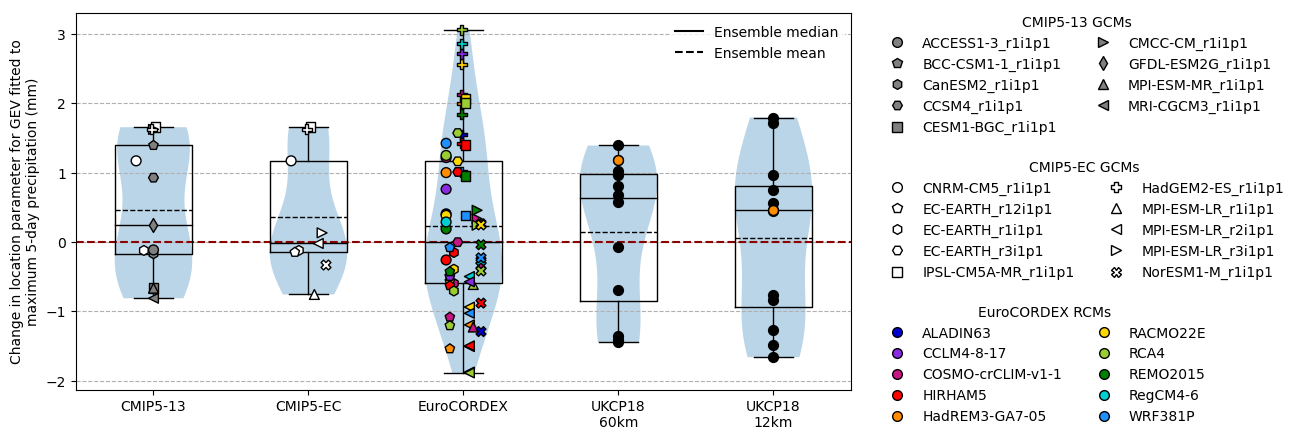 Change in location parameter for GEV fitted to
maximum 5-day precipitation (mm)
3
2
1
0
−1
−2
Ensemble median
Ensemble mean
CMIP5-13
CMIP5-EC
EuroCORDEX
UKCP18
60km
UKCP18
12km
CMIP5-13 GCMs
ACCESS1-3_r1i1p1
BCC-CSM1-1_r1i1p1
CanESM2_r1i1p1
CCSM4_r1i1p1
CESM1-BGC_r1i1p1
CMCC-CM_r1i1p1
GFDL-ESM2G_r1i1p1
MPI-ESM-MR_r1i1p1
MRI-CGCM3_r1i1p1
CMIP5-EC GCMs
CNRM-CM5_r1i1p1
EC-EARTH_r12i1p1
EC-EARTH_r1i1p1
EC-EARTH_r3i1p1
IPSL-CM5A-MR_r1i1p1
HadGEM2-ES_r1i1p1
MPI-ESM-LR_r1i1p1
MPI-ESM-LR_r2i1p1
MPI-ESM-LR_r3i1p1
NorESM1-M_r1i1p1
EuroCORDEX RCMs
ALADIN63
CCLM4-8-17
COSMO-crCLIM-v1-1
HIRHAM5
HadREM3-GA7-05
RACMO22E
RCA4
REMO2015
RegCM4-6
WRF381P